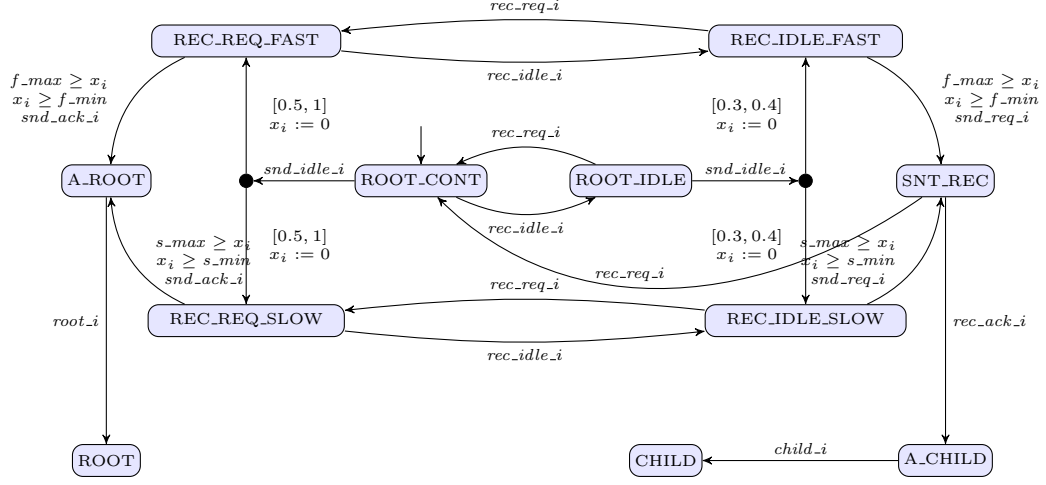 rec_req_i
REC_REQ_FAST
REC_IDLE_FAST
rec_idle_i
f_max ≥ x_i
x_i ≥ f_min
snd_ack_i
[0.5, 1]
x_i := 0
[0.3, 0.4]
x_i := 0
f_max ≥ x_i
x_i ≥ f_min
snd_req_i
rec_req_i
A_ROOT
snd_idle_i
ROOT_CONT
ROOT_IDLE
snd_idle_i
SNT_REC
rec_idle_i
s_max ≥ x_i
x_i ≥ s_min
snd_ack_i
[0.5, 1]
x_i := 0
[0.3, 0.4]
x_i := 0
s_max ≥ x_i
x_i ≥ s_min
snd_req_i
rec_req_i
rec_req_i
REC_REQ_SLOW
REC_IDLE_SLOW
root_i
rec_ack_i
rec_idle_i
ROOT
CHILD
child_i
A_CHILD